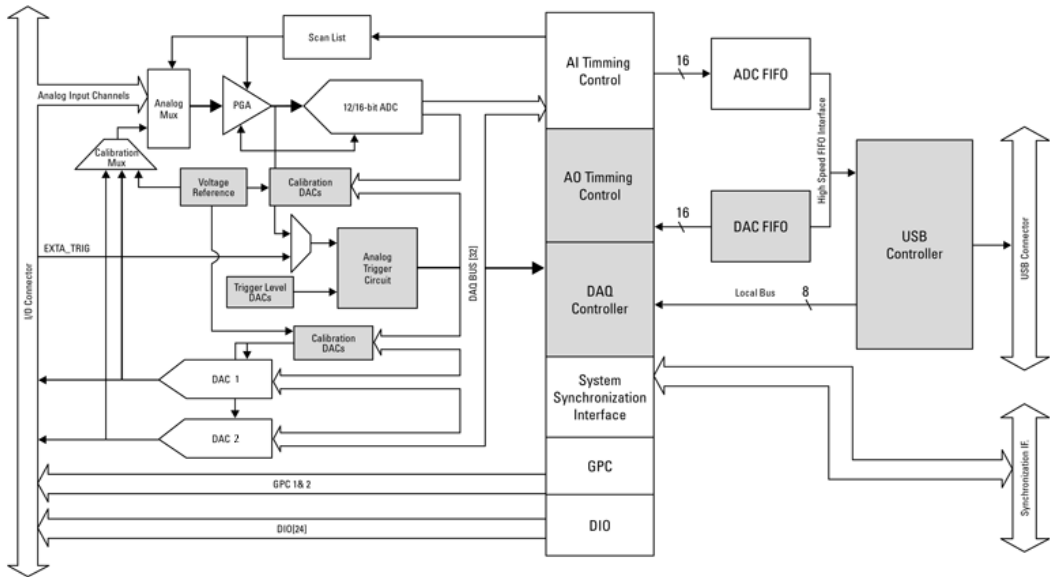 Scan List
AI Timming
Control
16
ADC FIFO
Analog Input Channels
Analog
Mux
PGA
12/16-bit ADC
Calibration
Mux
Voltage
Reference
Calibration
DACs
AO Timming
Control
16
DAC FIFO
High Speed FIFO Interface
USB
Controller
USB Connector
EXTA_TRIG
Analog
Trigger
Circuit
Trigger Level
DACs
DAQ BUS [32]
DAQ
Controller
Local Bus
8
I/O Connector
Calibration
DACs
DAC 1
DAC 2
System
Synchronization
Interface
GPC
GPC 1& 2
DIO
DIO[24]
Synchronization IF.